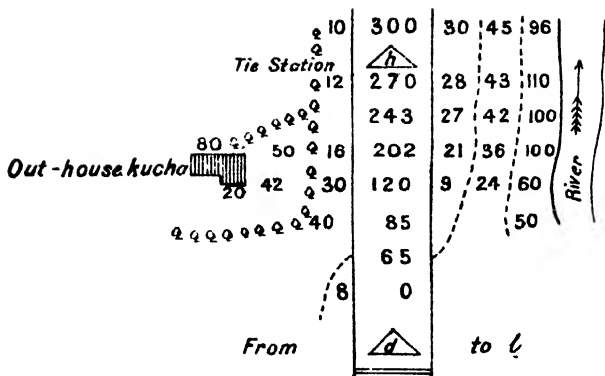 10 300 30 45 96
Tie Station h
12 270 28 43 110
243 27 42 100
80 50 16 202 21 36 100
Out-house kucha
20 42 30 120 9 24 60 River
40 85 50
65
8 0
From d to l